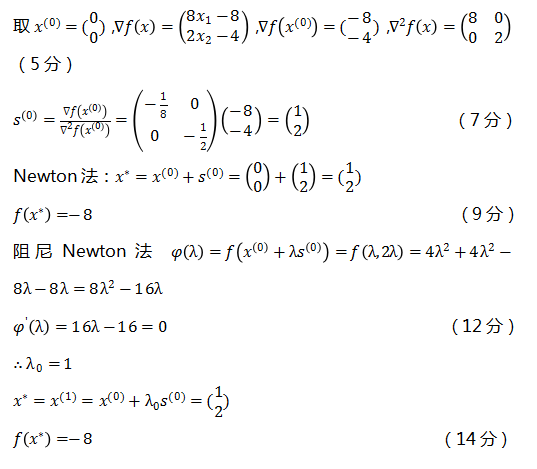 取 x⁽⁰⁾ = (0 0) ,∇f(x) = (8x₁ −8 2x₂ −4) ,∇f(x⁽⁰⁾) = (−8 −4) ,∇²f(x) = (8 0 0 2)
(5分)
s⁽⁰⁾ = ∇f(x⁽⁰⁾)/∇²f(x⁽⁰⁾) = (−1/8 0 0 −1/2)(−8 −4) = (1 2) (7分)
Newton法：x* = x⁽⁰⁾ + s⁽⁰⁾ = (0 0) + (1 2) = (1 2)
f(x*) =−8 (9分)
阻尼 Newton 法 φ(λ) = f(x⁽⁰⁾ + λs⁽⁰⁾) = f(λ,2λ) = 4λ² + 4λ² −
8λ − 8λ = 8λ² − 16λ
φ'(λ) = 16λ − 16 = 0 (12分)
∴ λ₀ = 1
x* = x⁽¹⁾ = x⁽⁰⁾ + λ₀s⁽⁰⁾ = (1 2)
f(x*) =−8 (14分)